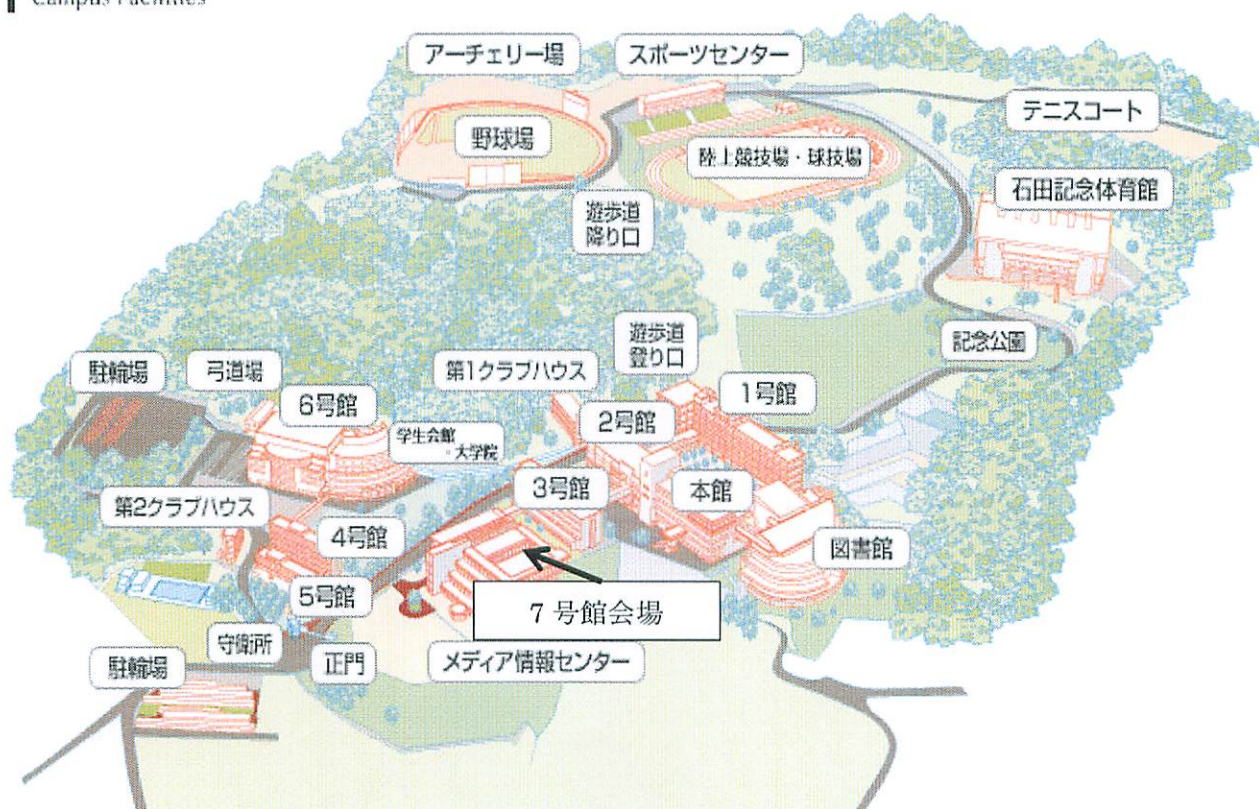 Campus Facilities
アーチェリー場
スポーツセンター
テニスコート
野球場
陸上競技場・球技場
石田記念体育館
遊歩道
降り口
記念公園
遊歩道
登り口
駐輪場
弓道場
第1クラブハウス
1号館
6号館
2号館
学生会館
・大学院
3号館
本館
第2クラブハウス
4号館
図書館
5号館
7号館会場
守衛所
正門
メディア情報センター
駐輪場